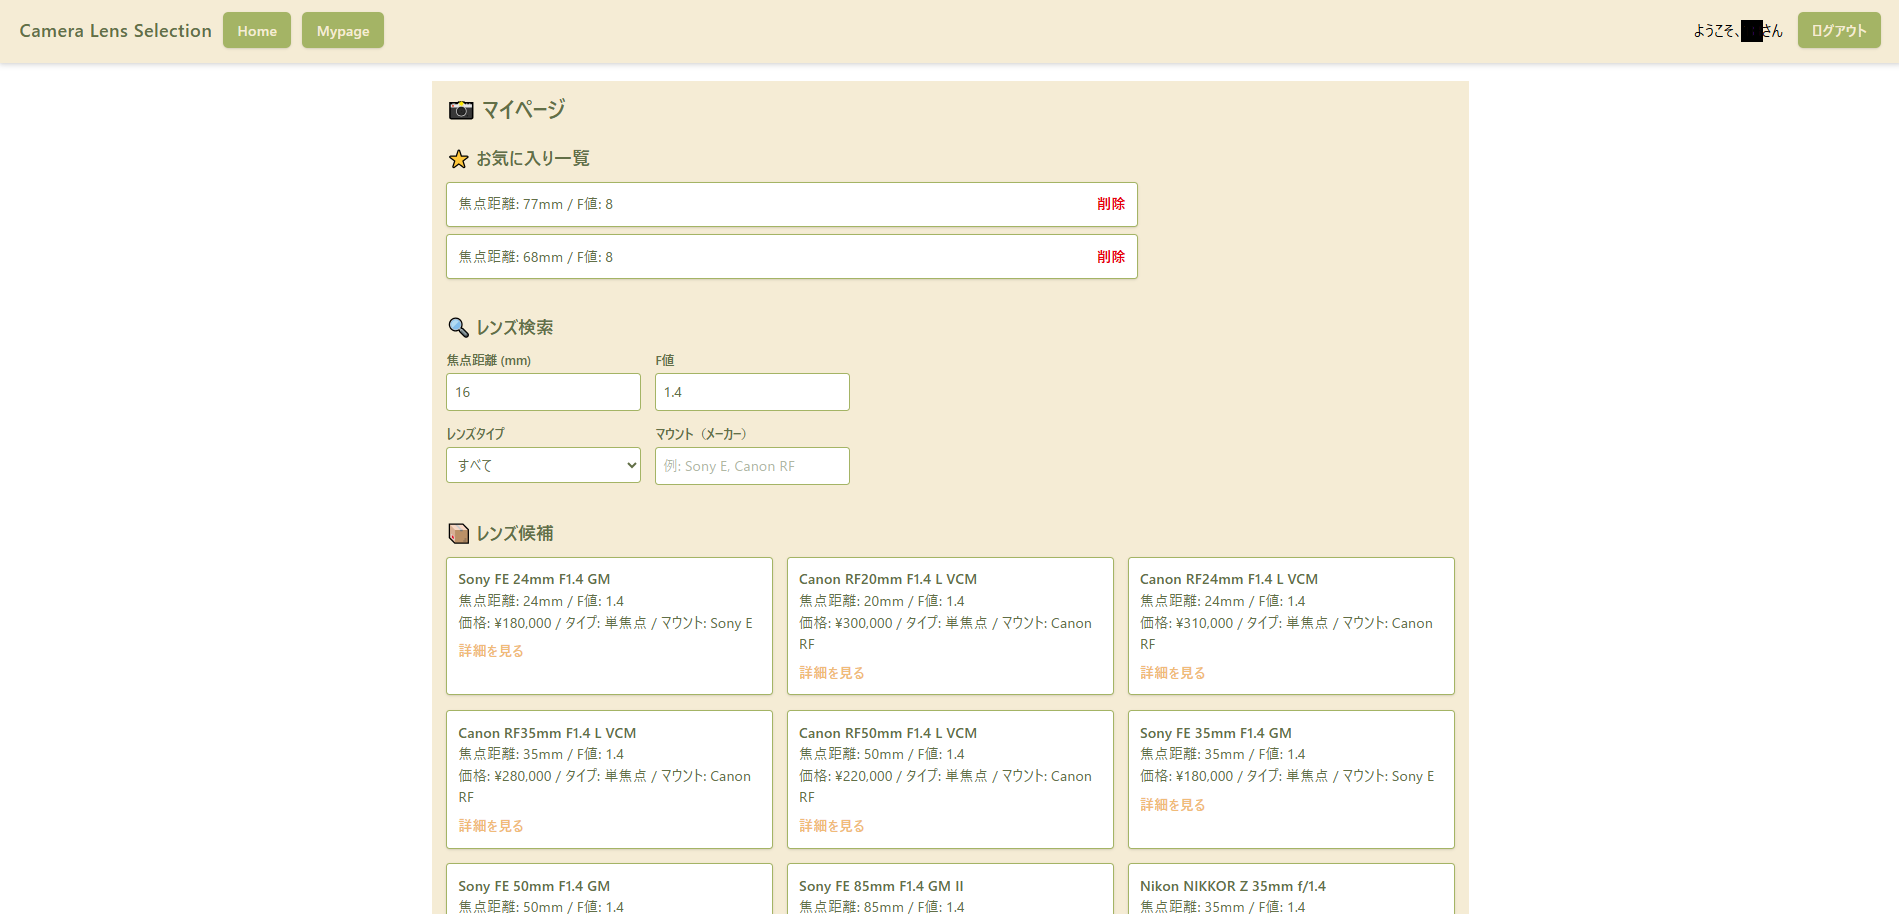 Camera Lens Selection Home Mypage ようこそ、さん ログアウト
マイページ
お気に入り一覧
焦点距離: 77mm / F値: 8 削除
焦点距離: 68mm / F値: 8 削除
レンズ検索
焦点距離 (mm) F値
16 1.4
レンズタイプ マウント（メーカー）
すべて 例: Sony E, Canon RF
レンズ候補
Sony FE 24mm F1.4 GM
焦点距離: 24mm / F値: 1.4
価格: ¥180,000 / タイプ: 単焦点 / マウント: Sony E
詳細を見る
Canon RF20mm F1.4 L VCM
焦点距離: 20mm / F値: 1.4
価格: ¥300,000 / タイプ: 単焦点 / マウント: Canon
RF
詳細を見る
Canon RF24mm F1.4 L VCM
焦点距離: 24mm / F値: 1.4
価格: ¥310,000 / タイプ: 単焦点 / マウント: Canon
RF
詳細を見る
Canon RF35mm F1.4 L VCM
焦点距離: 35mm / F値: 1.4
価格: ¥280,000 / タイプ: 単焦点 / マウント: Canon
RF
詳細を見る
Canon RF50mm F1.4 L VCM
焦点距離: 50mm / F値: 1.4
価格: ¥220,000 / タイプ: 単焦点 / マウント: Canon
RF
詳細を見る
Sony FE 35mm F1.4 GM
焦点距離: 35mm / F値: 1.4
価格: ¥180,000 / タイプ: 単焦点 / マウント: Sony E
詳細を見る
Sony FE 50mm F1.4 GM
焦点距離: 50mm / F値: 1.4
Sony FE 85mm F1.4 GM II
焦点距離: 85mm / F値: 1.4
Nikon NIKKOR Z 35mm f/1.4
焦点距離: 35mm / F値: 1.4